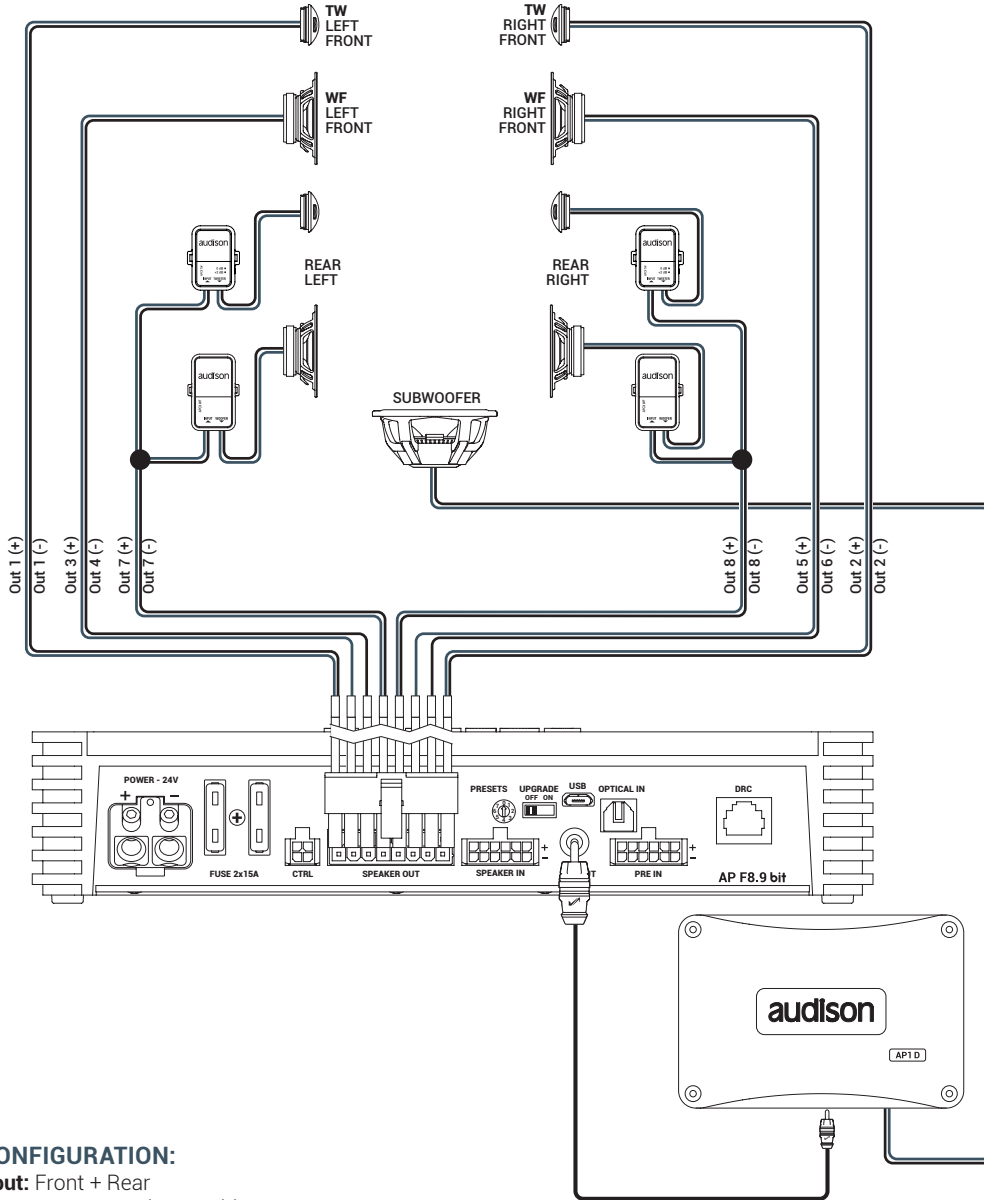 TW
LEFT
FRONT
TW
RIGHT
FRONT
WF
LEFT
FRONT
WF
RIGHT
FRONT
audison
audison
REAR
LEFT
REAR
RIGHT
audison
audison
SUBWOOFER
Out 1 (+)
Out 1 (-)
Out 3 (+)
Out 4 (-)
Out 7 (+)
Out 7 (-)
Out 8 (+)
Out 8 (-)
Out 5 (+)
Out 6 (-)
Out 2 (+)
Out 2 (-)
POWER - 24V
+ -
FUSE 2x15A
CTRL
SPEAKER OUT
PRESETS
UPGRADE
OFF ON
USB
OPTICAL IN
DRC
SPEAKER IN
+
-
PRE IN
+
-
AP F8.9 bit
audison
AP1 D
ONFIGURATION:
out: Front + Rear